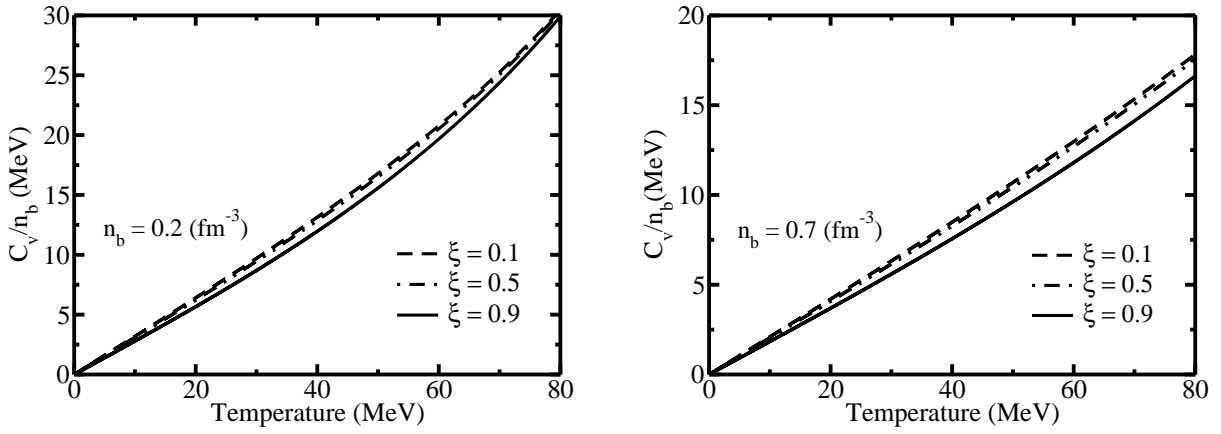 30
25
20
15
10
5
0
C_v/n_b (MeV)
n_b = 0.2 (fm^-3)
ξ = 0.1
ξ = 0.5
ξ = 0.9
0 20 40 60 80
Temperature (MeV)
20
15
10
5
0
C_v/n_b(MeV)
n_b = 0.7 (fm^-3)
ξ = 0.1
ξ = 0.5
ξ = 0.9
0 20 40 60 80
Temperature (MeV)